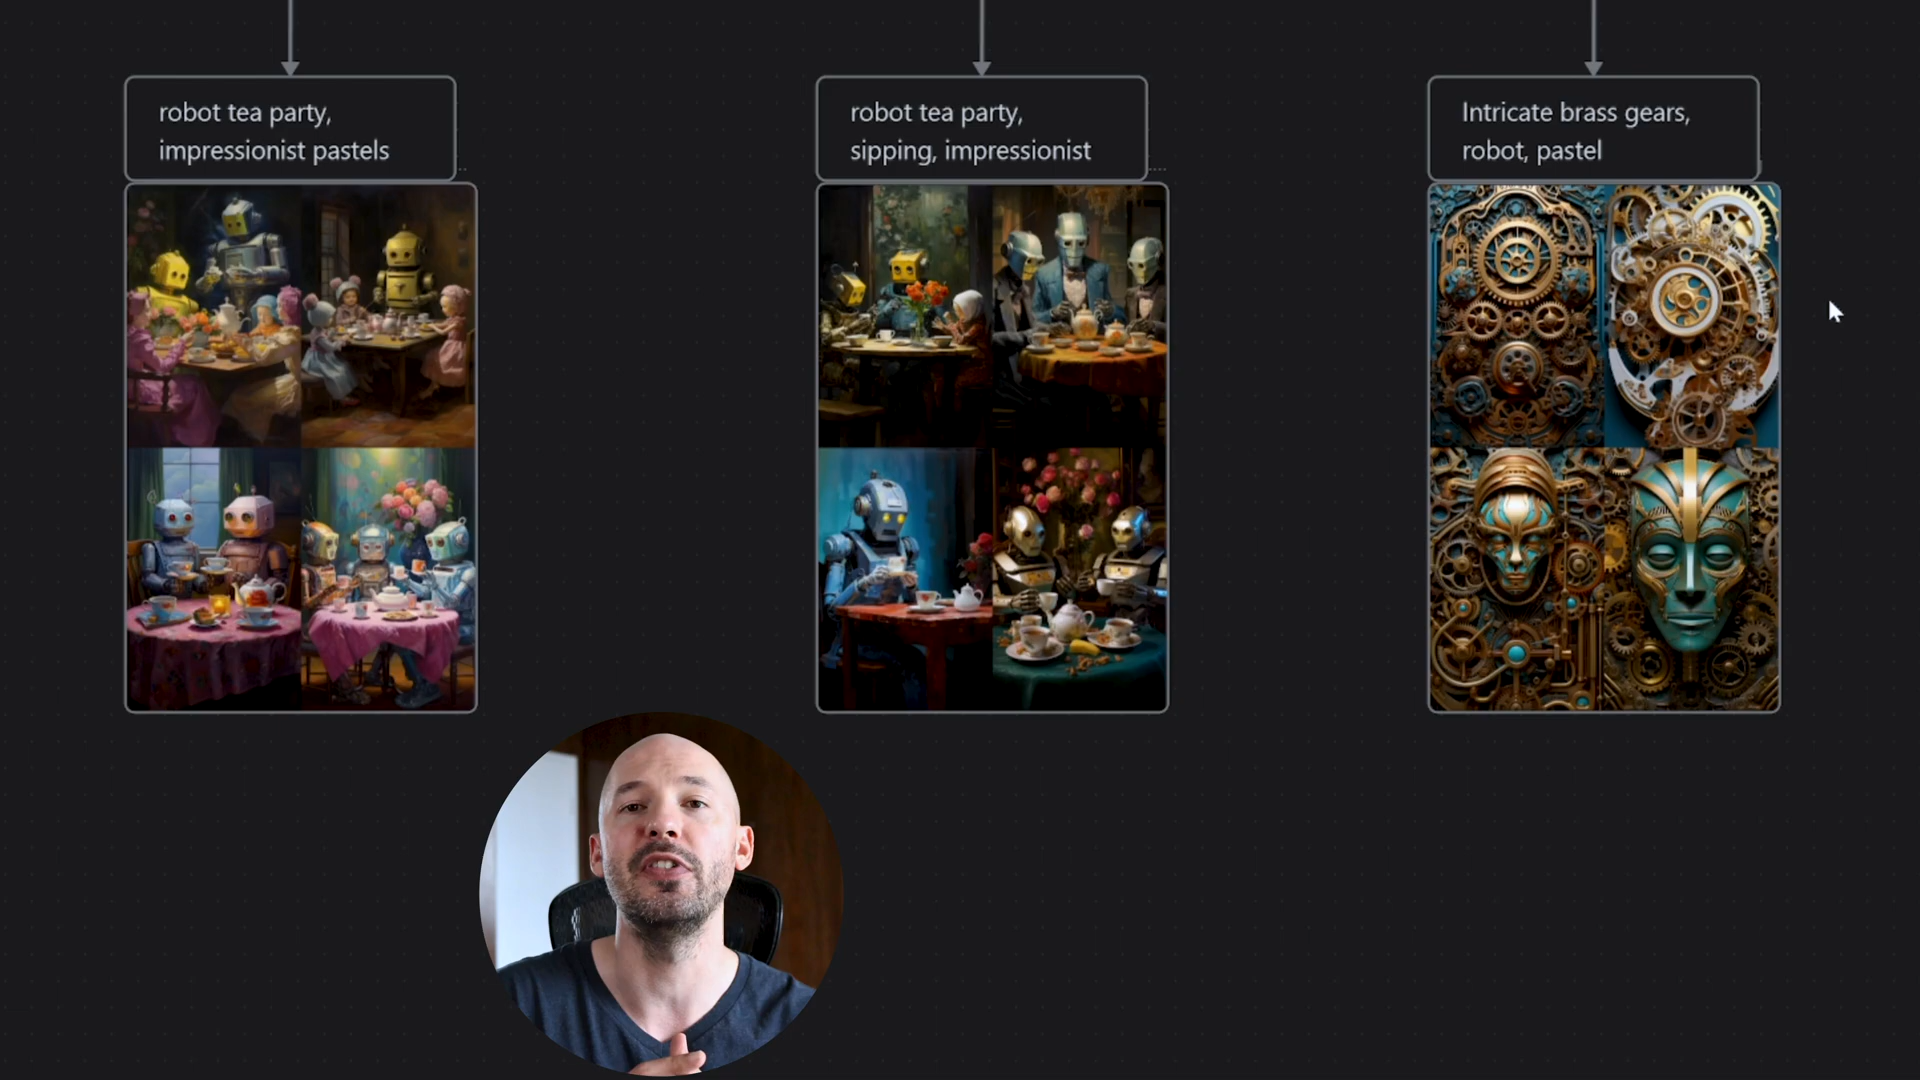 robot tea party,
impressionist pastels
robot tea party,
sipping, impressionist
Intricate brass gears,
robot, pastel